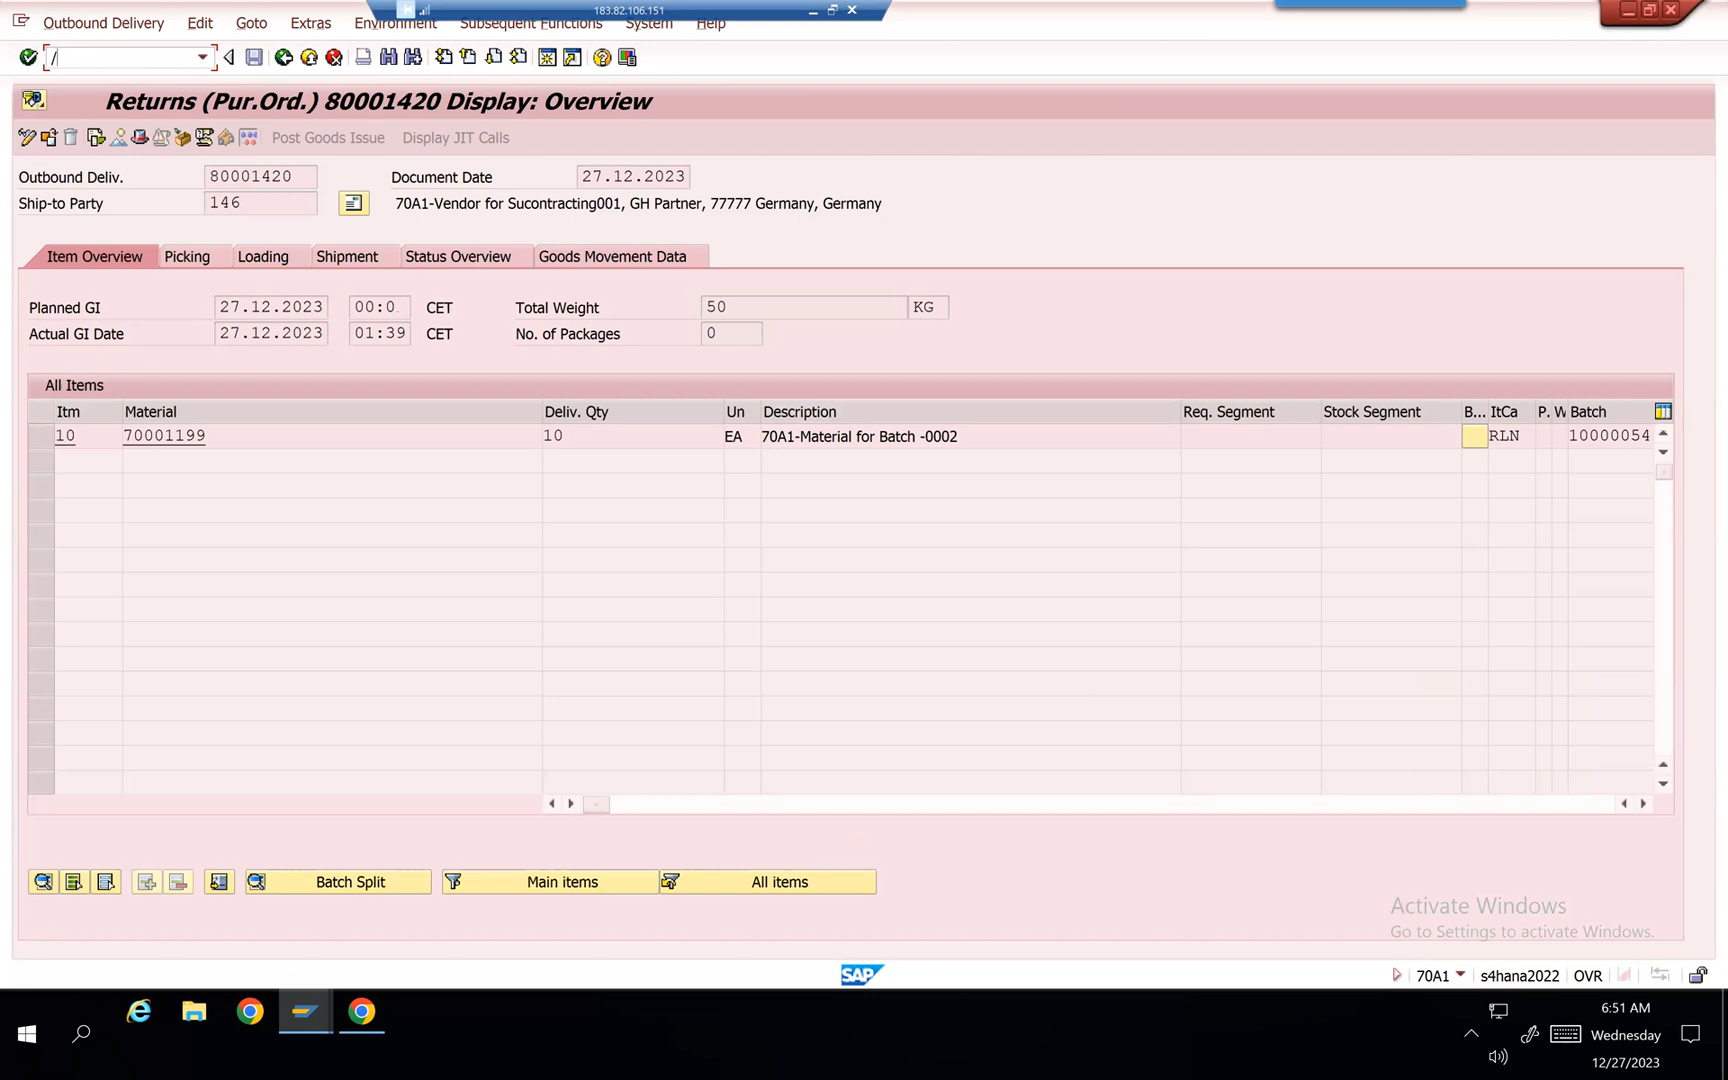 183.82.106.151
Outbound Delivery Edit Goto Extras Environment Subsequent Functions System Help
/
Returns (Pur.Ord.) 80001420 Display: Overview
Post Goods Issue Display JIT Calls
Outbound Deliv. 80001420 Document Date 27.12.2023
Ship-to Party 146 70A1-Vendor for Sucontracting001, GH Partner, 77777 Germany, Germany
Item Overview Picking Loading Shipment Status Overview Goods Movement Data
Planned GI 27.12.2023 00:0 CET Total Weight 50 KG
Actual GI Date 27.12.2023 01:39 CET No. of Packages 0
All Items
Itm Material Deliv. Qty Un Description Req. Segment Stock Segment B... ItCa P. W Batch
10 70001199 10 EA 70A1-Material for Batch -0002 RLN 10000054
Batch Split Main items All items
Activate Windows
Go to Settings to activate Windows.
SAP 70A1 s4hana2022 OVR
6:51 AM
Wednesday
12/27/2023